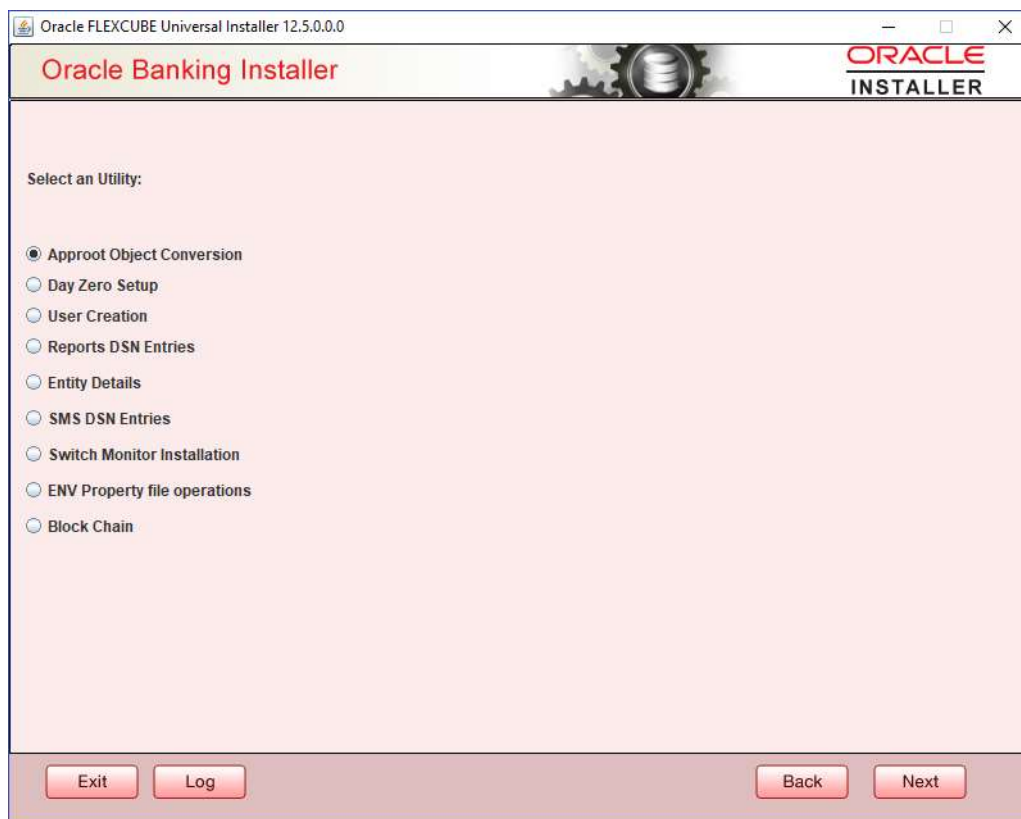 Oracle FLEXCUBE Universal Installer 12.5.0.0.0
Oracle Banking Installer
ORACLE
INSTALLER
Select an Utility:
Approot Object Conversion
Day Zero Setup
User Creation
Reports DSN Entries
Entity Details
SMS DSN Entries
Switch Monitor Installation
ENV Property file operations
Block Chain
Exit Log Back Next